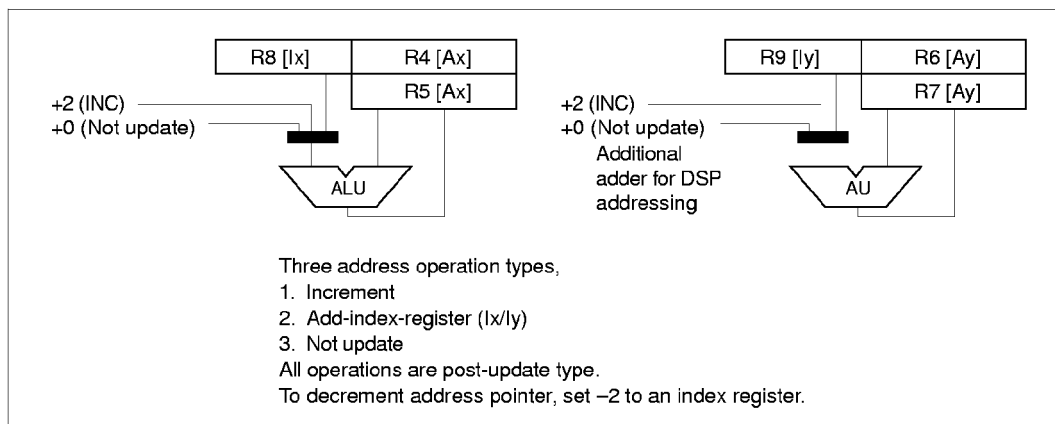 R8 [Ix] R4 [Ax]
R5 [Ax]
+2 (INC)
+0 (Not update)
ALU
R9 [Iy] R6 [Ay]
R7 [Ay]
+2 (INC)
+0 (Not update)
Additional
adder for DSP
addressing
AU
Three address operation types,
1. Increment
2. Add-index-register (Ix/Iy)
3. Not update
All operations are post-update type.
To decrement address pointer, set –2 to an index register.